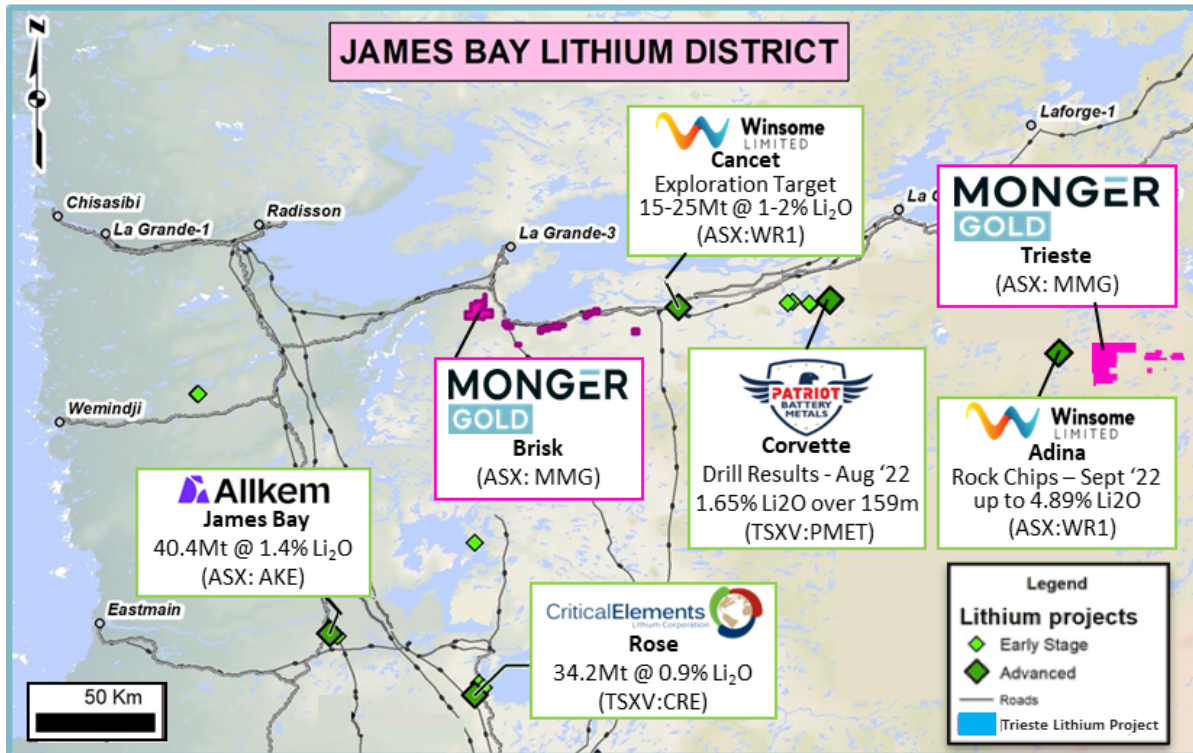 JAMES BAY LITHIUM DISTRICT
N
Laforge-1
Winsome
LIMITED
Cancet
Exploration Target
15-25Mt @ 1-2% Li₂O
(ASX:WR1)
MONGER
GOLD
Trieste
(ASX: MMG)
Chisasibi
La Grande-1
Radisson
La Grande-3
MONGER
GOLD
Brisk
(ASX: MMG)
PATRIOT
BATTERY
METALS
Corvette
Drill Results - Aug ‘22
1.65% Li2O over 159m
(TSXV:PMET)
Winsome
LIMITED
Adina
Rock Chips – Sept ‘22
up to 4.89% Li2O
(ASX:WR1)
Wemindji
Allkem
James Bay
40.4Mt @ 1.4% Li₂O
(ASX: AKE)
Eastmain
CriticalElements
Lithium Corporation
Rose
34.2Mt @ 0.9% Li₂O
(TSXV:CRE)
50 Km
Legend
Lithium projects
Early Stage
Advanced
Roads
Trieste Lithium Project